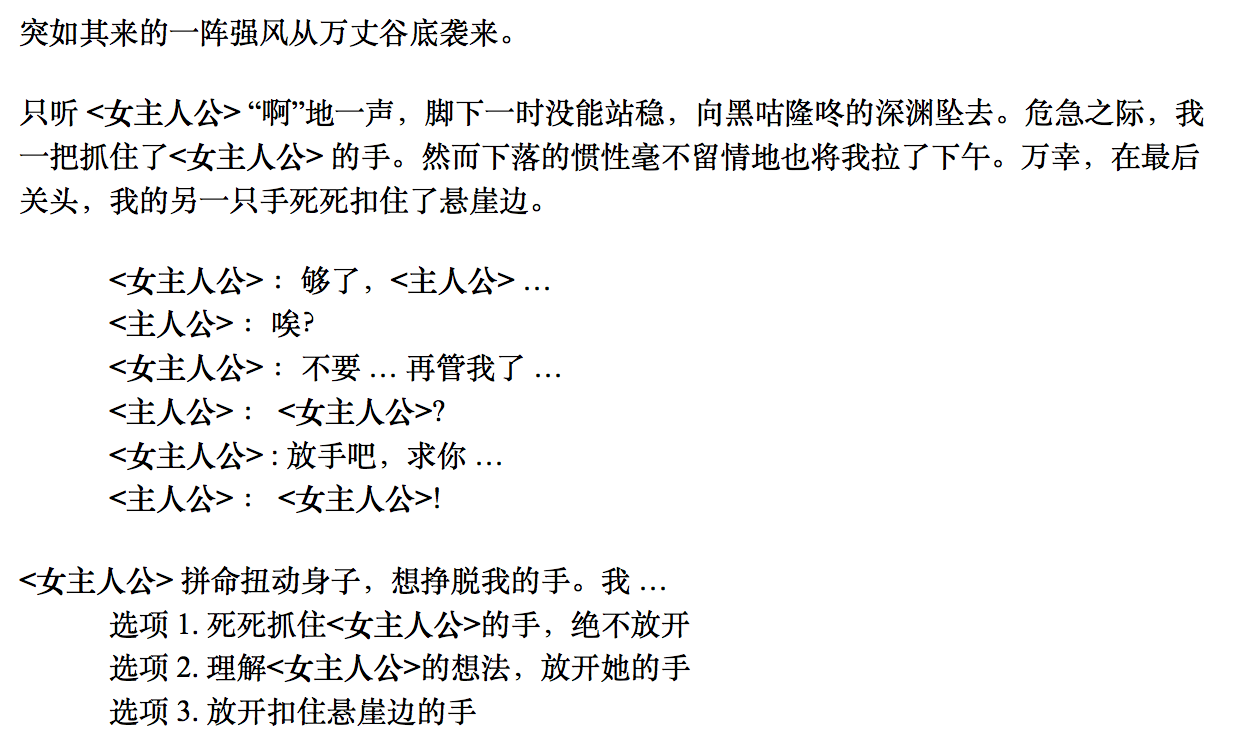 突如其来的一阵强风从万丈谷底袭来。
只听 <女主人公> “啊”地一声，脚下一时没能站稳，向黑咕隆咚的深渊坠去。危急之际，我
一把抓住了<女主人公> 的手。然而下落的惯性毫不留情地也将我拉了下午。万幸，在最后
关头，我的另一只手死死扣住了悬崖边。
<女主人公> ：够了，<主人公> …
<主人公> ：唉?
<女主人公> ：不要 … 再管我了 …
<主人公> ： <女主人公>?
<女主人公> : 放手吧，求你 …
<主人公> ： <女主人公>!
<女主人公> 拼命扭动身子，想挣脱我的手。我 …
选项 1. 死死抓住<女主人公>的手，绝不放开
选项 2. 理解<女主人公>的想法，放开她的手
选项 3. 放开扣住悬崖边的手